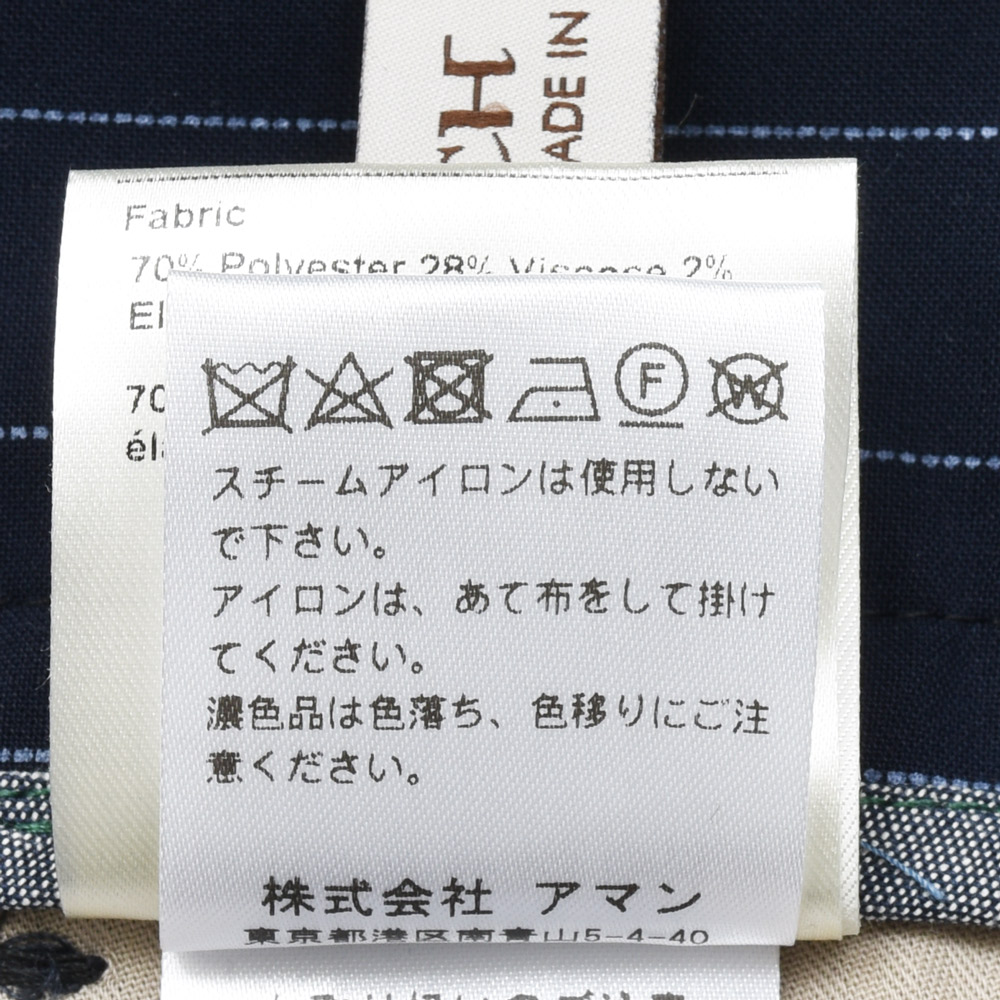 MADE IN
Fabric
70% Polyester 28% Viscose 2%
El
70
él
F
W
スチームアイロンは使用しない
で下さい。
アイロンは、あて布をして掛け
てください。
濃色品は色落ち、色移りにご注
意ください。
株式会社 アマン
東京都港区南青山5-4-40